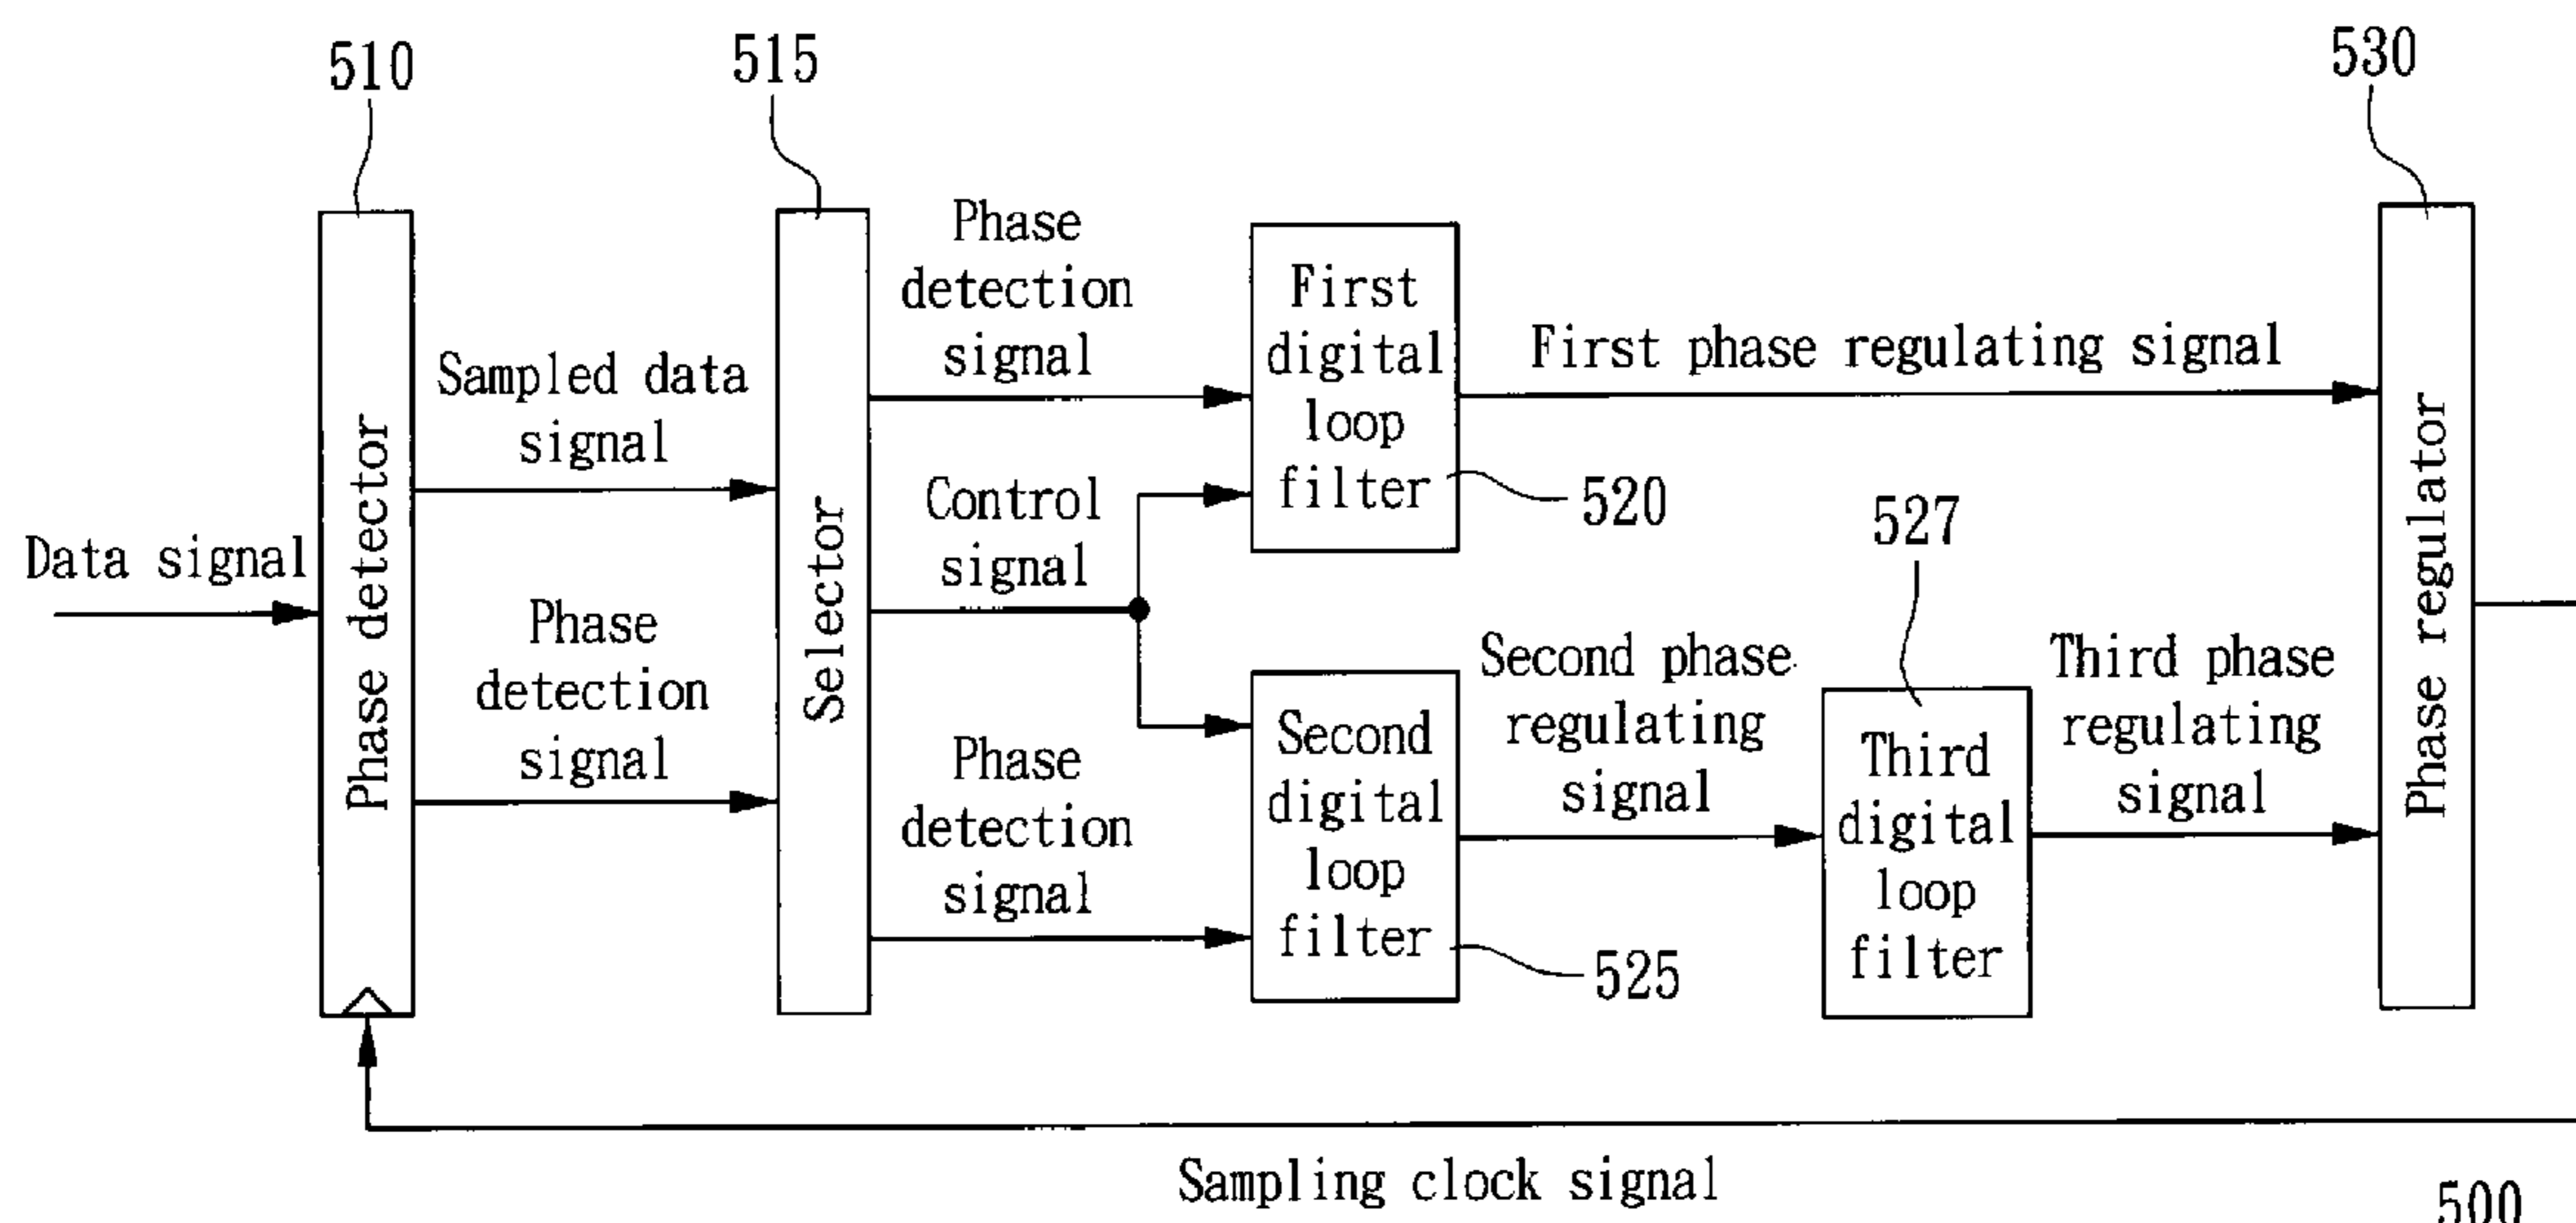 510
515
530
Data signal
Phase detector
Sampled data
signal
Phase
detection
signal
Selector
Phase
detection
signal
Control
signal
Phase
detection
signal
First
digital
loop
filter
520
Second
digital
loop
filter
525
First phase regulating signal
Second phase
regulating
signal
527
Third
digital
loop
filter
Third phase
regulating
signal
Phase regulator
Sampling clock signal
500